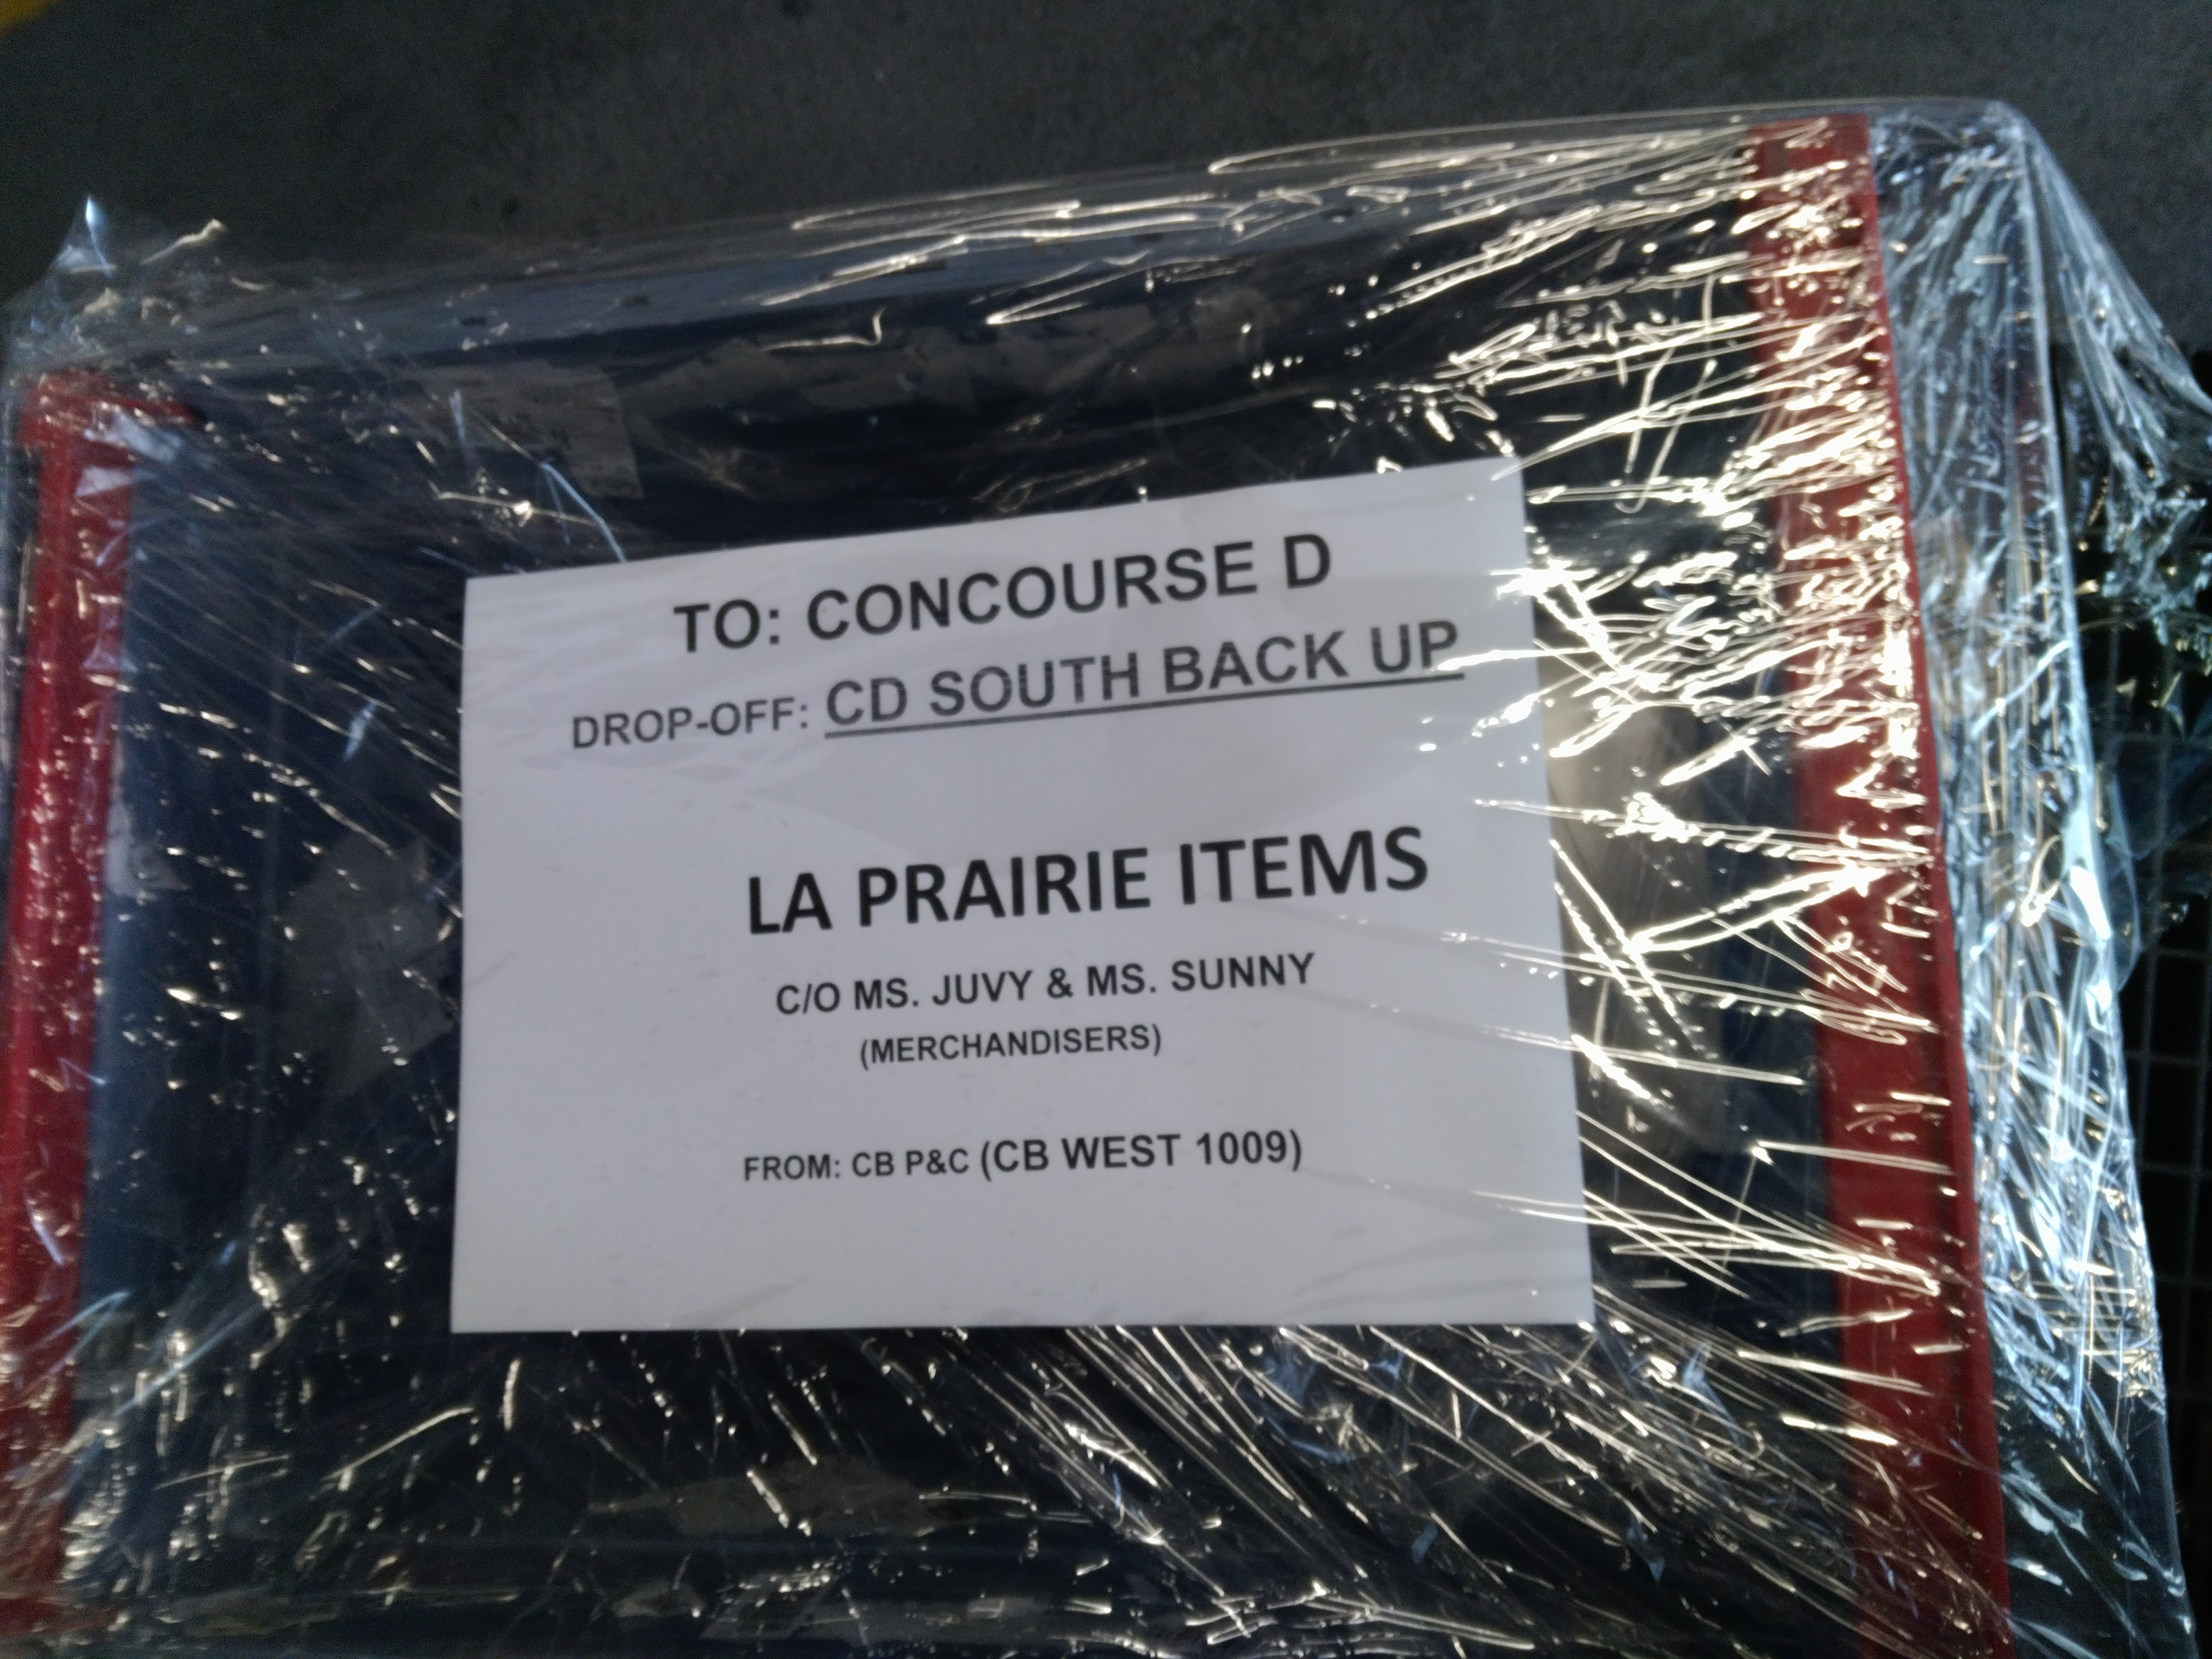 TO: CONCOURSE D
DROP-OFF: CD SOUTH BACK UP
LA PRAIRIE ITEMS
C/O MS. JUVY & MS. SUNNY
(MERCHANDISERS)
FROM: CB P&C (CB WEST 1009)